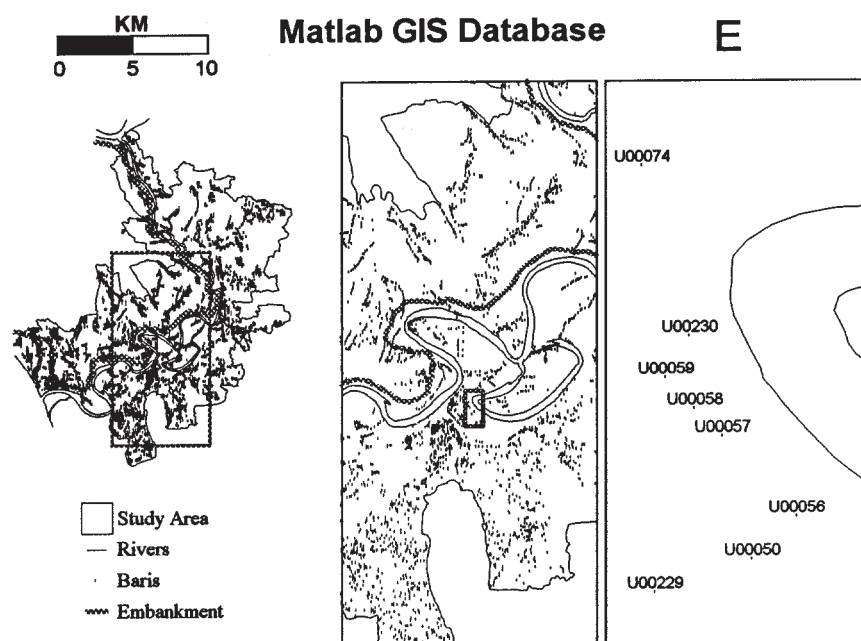 KM
0 5 10
Matlab GIS Database
E
U00074
U00230
U00059
U00058
U00057
U00056
U00050
U00229
Study Area
Rivers
Baris
Embankment